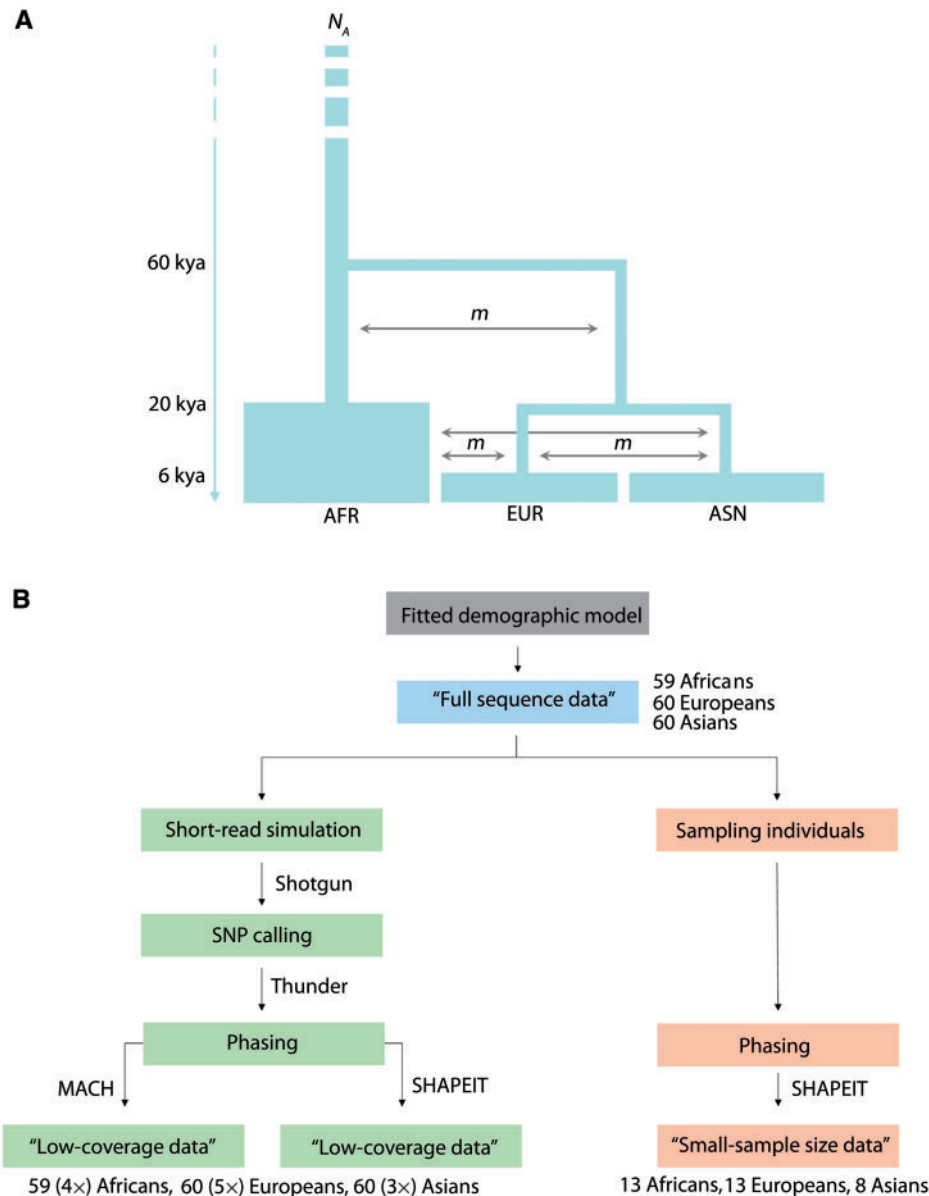 A
N_A
60 kya
m
20 kya
m
m
6 kya
AFR
EUR
ASN
B
Fitted demographic model
"Full sequence data"
59 Africans
60 Europeans
60 Asians
Short-read simulation
Sampling individuals
Shotgun
SNP calling
Thunder
Phasing
Phasing
MACH
SHAPEIT
SHAPEIT
"Low-coverage data"
"Low-coverage data"
"Small-sample size data"
59 (4×) Africans, 60 (5×) Europeans, 60 (3×) Asians
13 Africans, 13 Europeans, 8 Asians